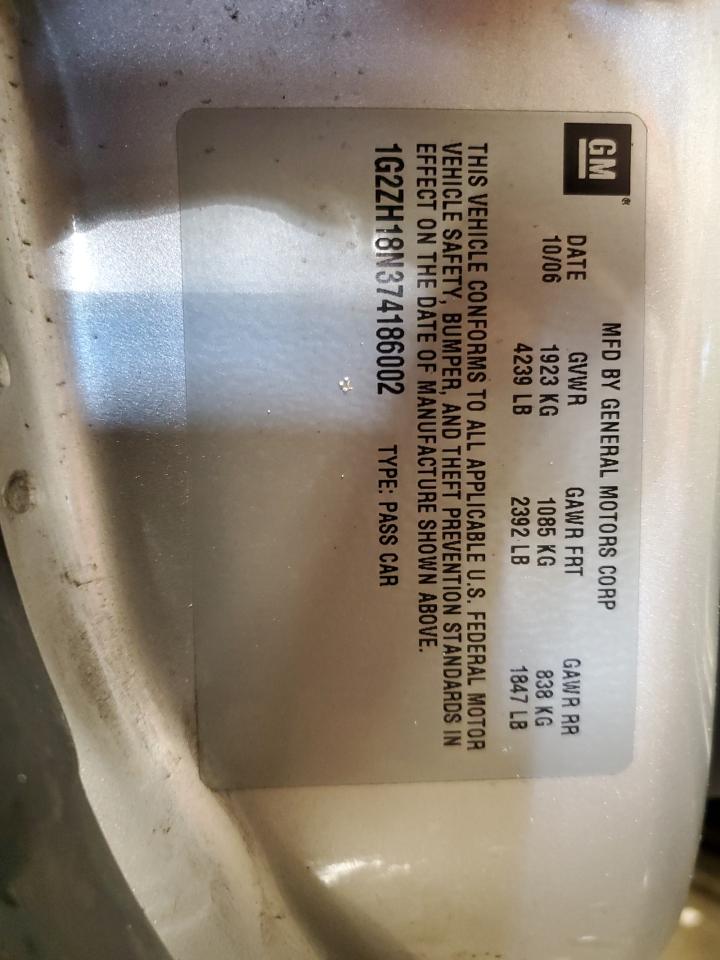 GM®
MFD BY GENERAL MOTORS CORP
DATE GVWR GAWR FRT GAWR RR
10/06 1923 KG 1085 KG 838 KG
4239 LB 2392 LB 1847 LB
THIS VEHICLE CONFORMS TO ALL APPLICABLE U.S. FEDERAL MOTOR
VEHICLE SAFETY, BUMPER, AND THEFT PREVENTION STANDARDS IN
EFFECT ON THE DATE OF MANUFACTURE SHOWN ABOVE.
1G2ZH18N374186002 TYPE: PASS CAR